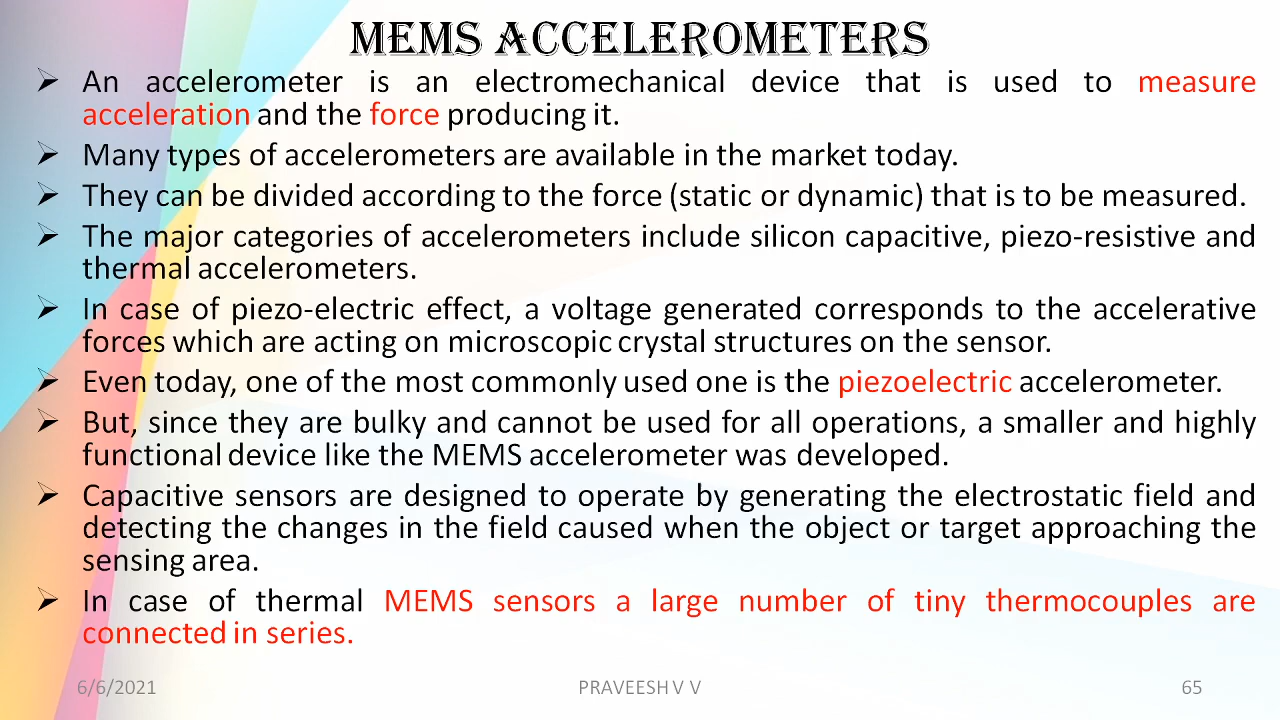 MEMS ACCELEROMETERS
➢ An accelerometer is an electromechanical device that is used to measure
acceleration and the force producing it.
➢ Many types of accelerometers are available in the market today.
➢ They can be divided according to the force (static or dynamic) that is to be measured.
➢ The major categories of accelerometers include silicon capacitive, piezo-resistive and
thermal accelerometers.
➢ In case of piezo-electric effect, a voltage generated corresponds to the accelerative
forces which are acting on microscopic crystal structures on the sensor.
➢ Even today, one of the most commonly used one is the piezoelectric accelerometer.
➢ But, since they are bulky and cannot be used for all operations, a smaller and highly
functional device like the MEMS accelerometer was developed.
➢ Capacitive sensors are designed to operate by generating the electrostatic field and
detecting the changes in the field caused when the object or target approaching the
sensing area.
➢ In case of thermal MEMS sensors a large number of tiny thermocouples are
connected in series.
6/6/2021 PRAVEESH V V 65